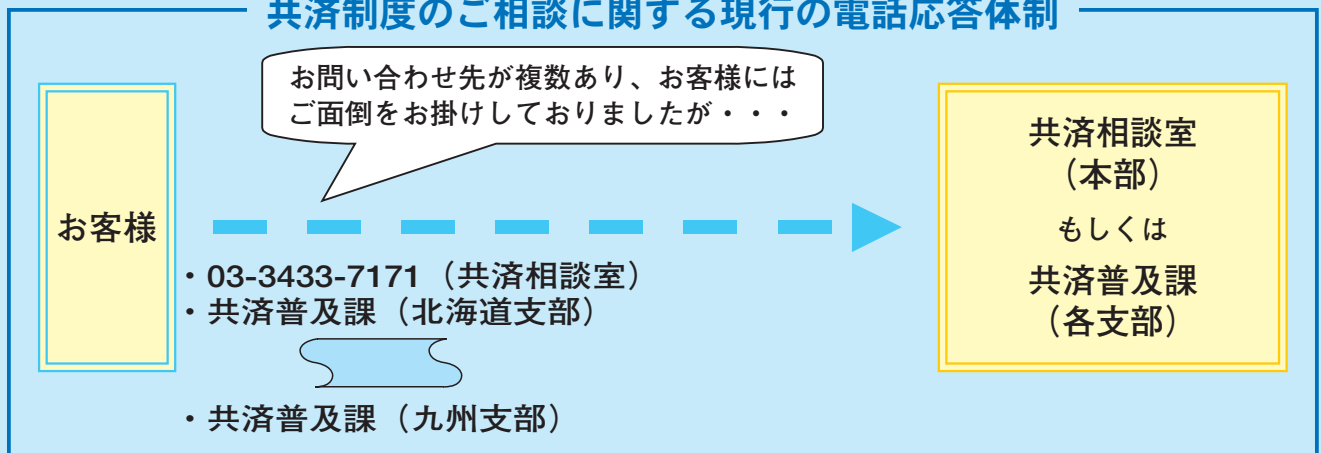 共済制度のご相談に関する現行の電話応答体制
お問い合わせ先が複数あり、お客様には
ご面倒をお掛けしておりましたが・・・
お客様
・03-3433-7171（共済相談室）
・共済普及課（北海道支部）
・共済普及課（九州支部）
共済相談室
（本部）
もしくは
共済普及課
（各支部）